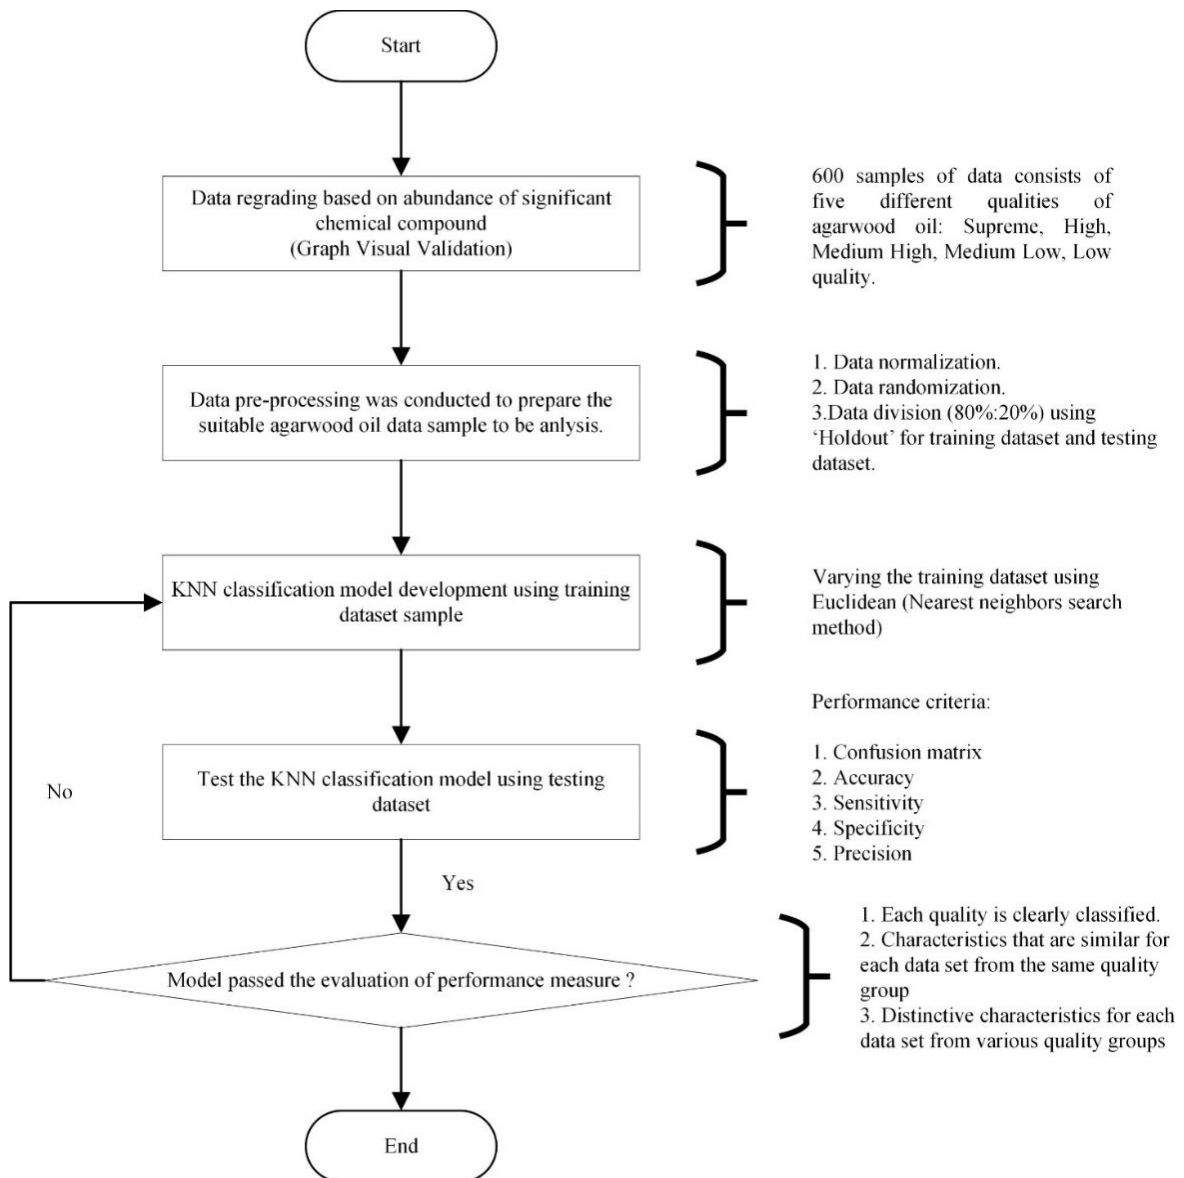 Start
Data regrading based on abundance of significant
chemical compound
(Graph Visual Validation)
600 samples of data consists of
five different qualities of
agarwood oil: Supreme, High,
Medium High, Medium Low, Low
quality.
Data pre-processing was conducted to prepare the
suitable agarwood oil data sample to be anlysis.
1. Data normalization.
2. Data randomization.
3.Data division (80%:20%) using
‘Holdout’ for training dataset and testing
dataset.
KNN classification model development using training
dataset sample
Varying the training dataset using
Euclidean (Nearest neighbors search
method)
Test the KNN classification model using testing
dataset
Performance criteria:
1. Confusion matrix
2. Accuracy
3. Sensitivity
4. Specificity
5. Precision
No
Yes
Model passed the evaluation of performance measure ?
1. Each quality is clearly classified.
2. Characteristics that are similar for
each data set from the same quality
group
3. Distinctive characteristics for each
data set from various quality groups
End